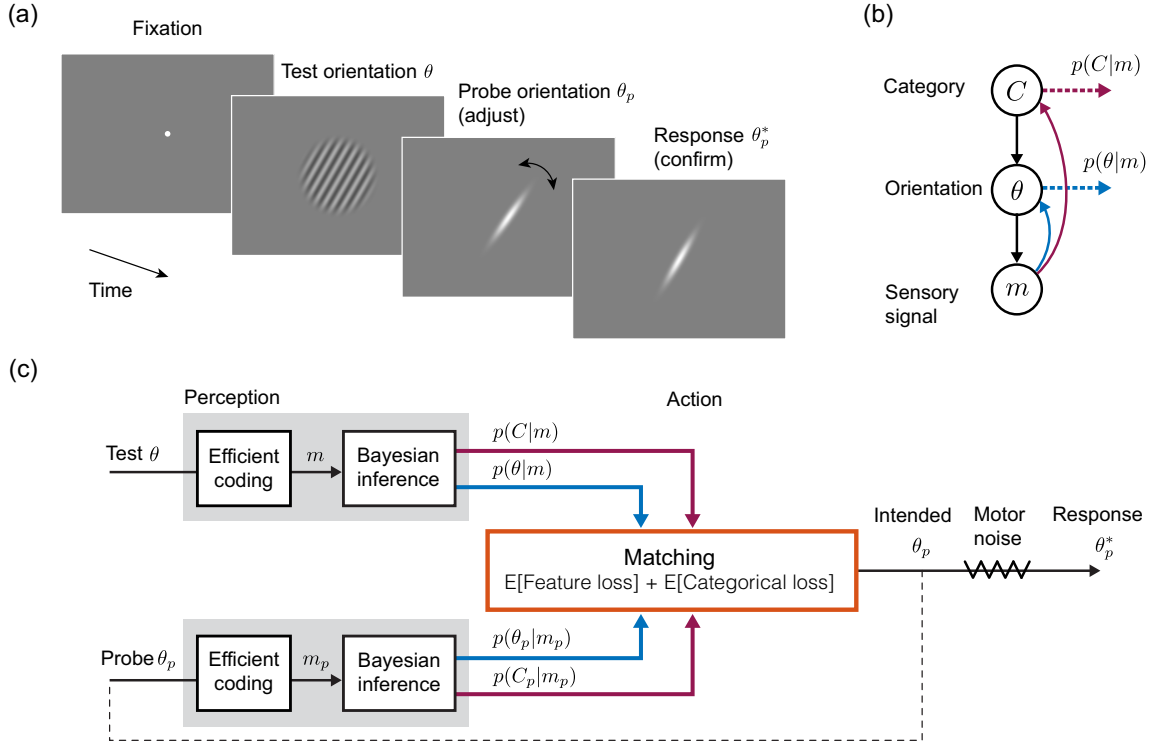 (a)
Fixation
Test orientation θ
Probe orientation θ_p
(adjust)
Response θ*_p
(confirm)
Time
(b)
Category
C
p(C|m)
Orientation
θ
p(θ|m)
Sensory
signal
m
(c)
Perception
Action
Test θ
Efficient
coding
m
Bayesian
inference
p(C|m)
p(θ|m)
Matching
E[Feature loss] + E[Categorical loss]
Intended
θ_p
Motor
noise
Response
θ*_p
Probe θ_p
Efficient
coding
m_p
Bayesian
inference
p(θ_p|m_p)
p(C_p|m_p)